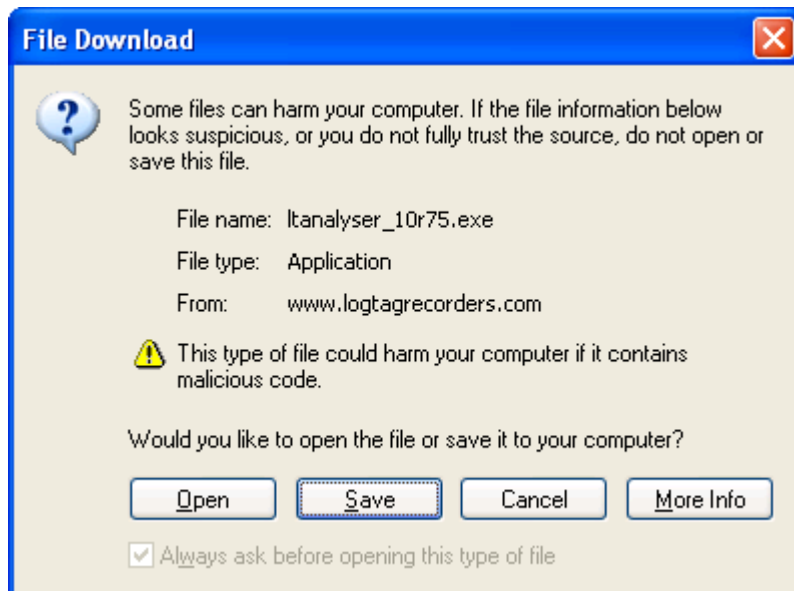 File Download
Some files can harm your computer. If the file information below
looks suspicious, or you do not fully trust the source, do not open or
save this file.
File name: ltanalyser_10r75.exe
File type: Application
From: www.logtagrecorders.com
This type of file could harm your computer if it contains
malicious code.
Would you like to open the file or save it to your computer?
Open Save Cancel More Info
Always ask before opening this type of file